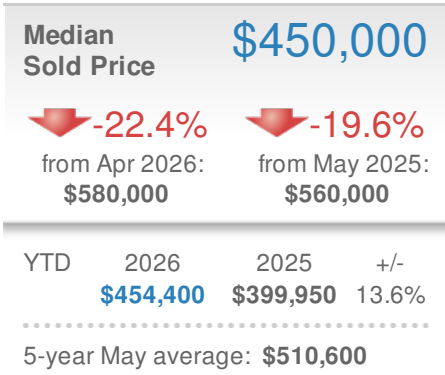 Median $450,000
Sold Price
-22.4% -19.6%
from Apr 2026: from May 2025:
$580,000 $560,000
YTD 2026 2025 +/-
$454,400 $399,950 13.6%
5-year May average: $510,600